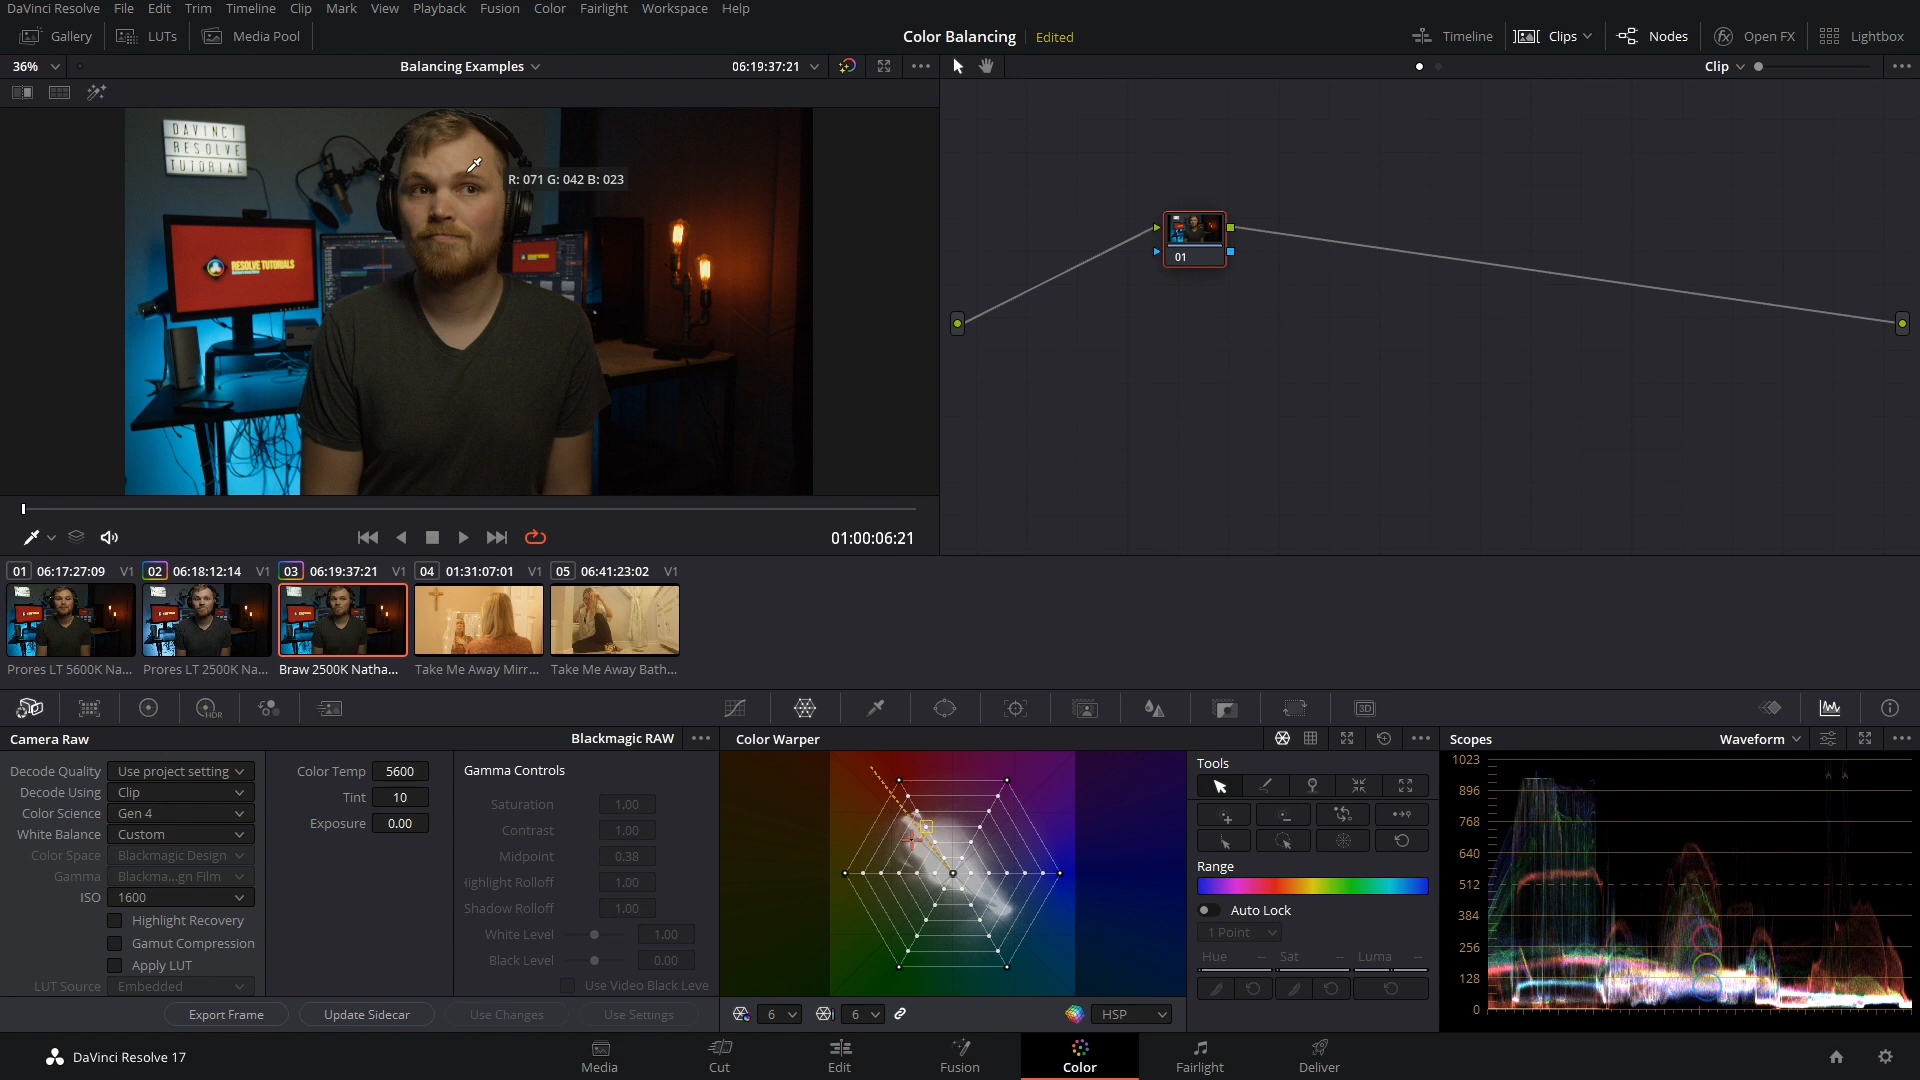 DaVinci Resolve File Edit Trim Timeline Clip Mark View Playback Fusion Color Fairlight Workspace Help
Gallery LUTs Media Pool Color Balancing Edited Timeline Clips Nodes Open FX Lightbox
36% Balancing Examples 06:19:37:21 Clip
DAVINCI
RESOLVE
TUTORIAL
R: 071 G: 042 B: 023
RESOLVE TUTORIALS
01
01:00:06:21
01 06:17:27:09 V1 02 06:18:12:14 V1 03 06:19:37:21 V1 04 01:31:07:01 V1 05 06:41:23:02 V1
Prores LT 5600K Na... Prores LT 2500K Na... Braw 2500K Natha... Take Me Away Mirr... Take Me Away Bath...
HDR 3D
Camera Raw Blackmagic RAW
Decode Quality Use project setting
Decode Using Clip
Color Science Gen 4
White Balance Custom
Color Space Blackmagic Design
Gamma Blackma...gn Film
ISO 1600
Highlight Recovery
Gamut Compression
Apply LUT
LUT Source Embedded
Color Temp 5600
Tint 10
Exposure 0.00
Gamma Controls
Saturation 1.00
Contrast 1.00
Midpoint 0.38
Highlight Rolloff 1.00
Shadow Rolloff 1.00
White Level 1.00
Black Level 0.00
Use Video Black Leve
Export Frame Update Sidecar Use Changes Use Settings
Color Warper
6 6 HSP
Tools
Range
Auto Lock
1 Point
Hue -- Sat -- Luma --
Scopes Waveform
1023
896
768
640
512
384
256
128
0
DaVinci Resolve 17 Media Cut Edit Fusion Color Fairlight Deliver